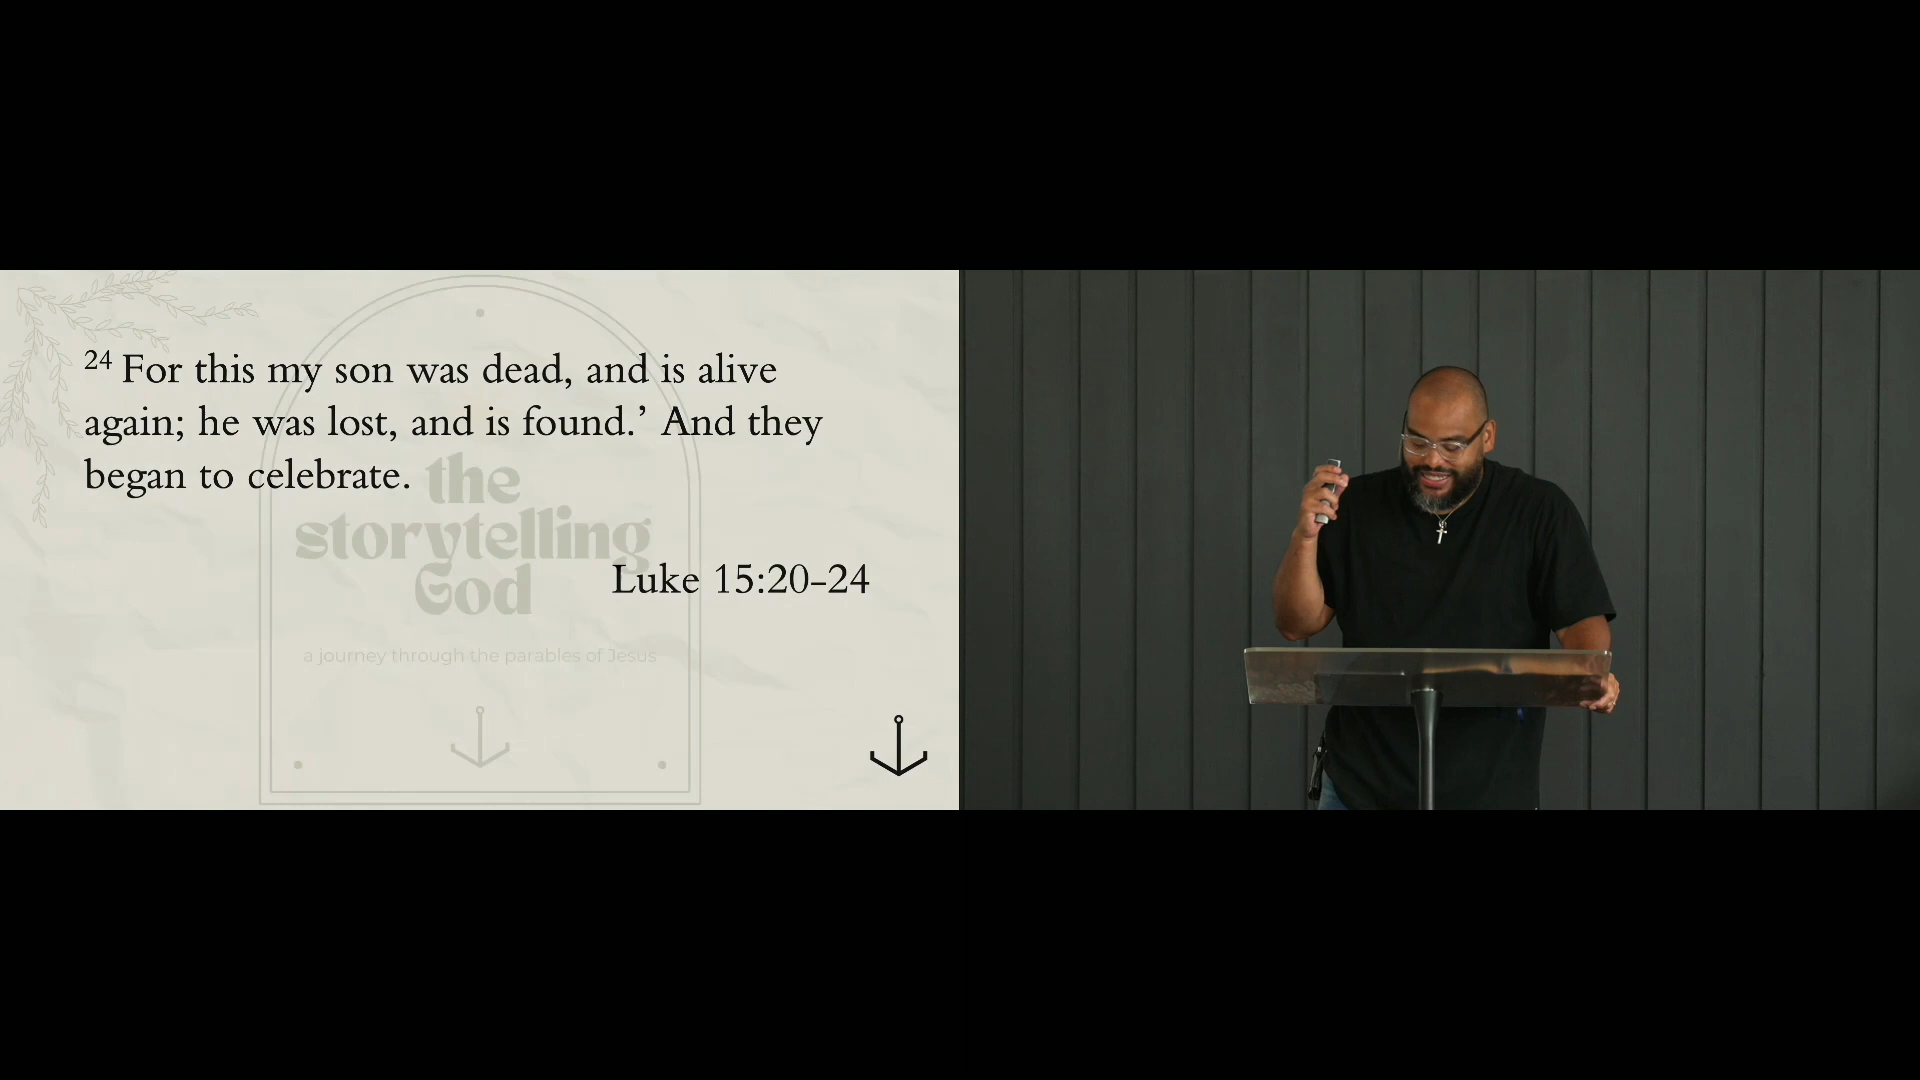 24 For this my son was dead, and is alive
again; he was lost, and is found.’ And they
began to celebrate.
the
storytelling
God
Luke 15:20–24
a journey through the parables of Jesus